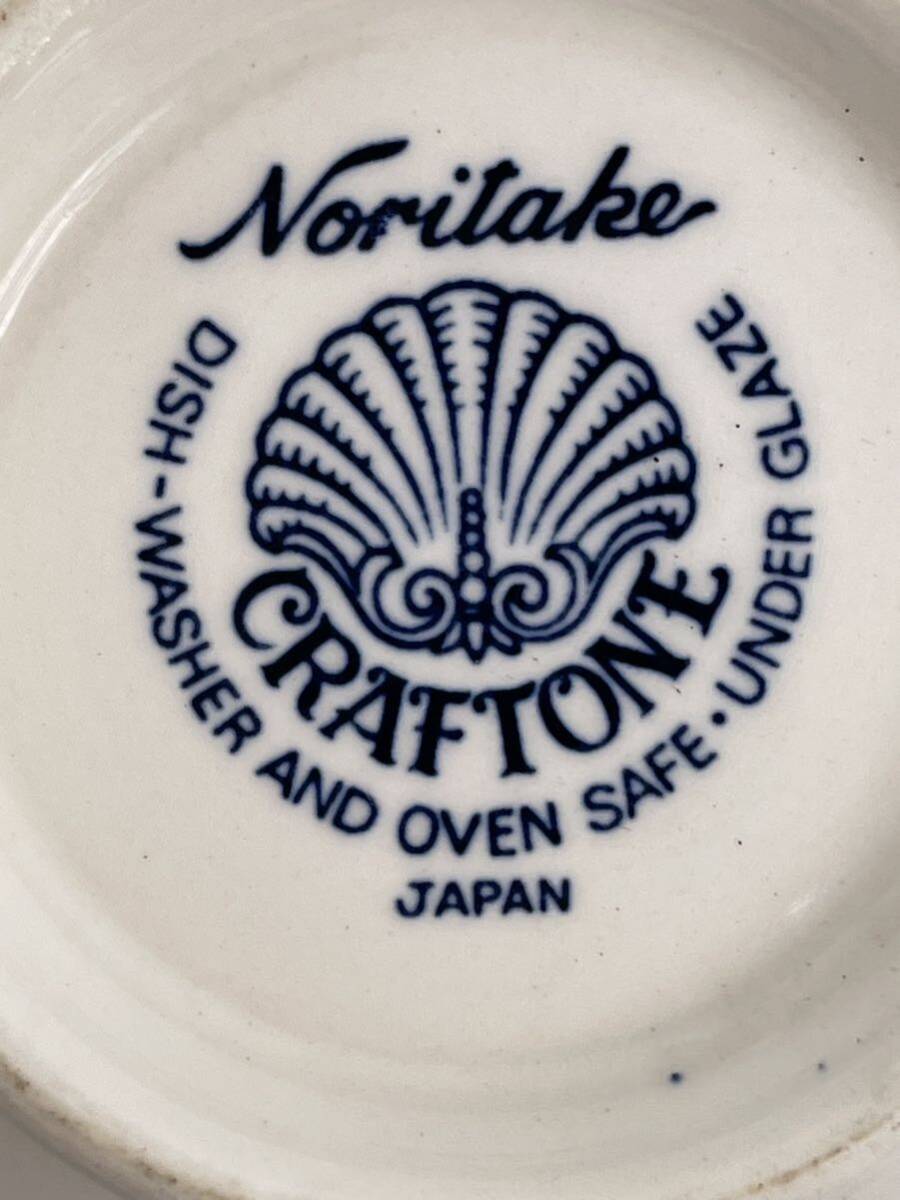 Noritake
CRAFTONE
DISH-WASHER AND OVEN SAFE·UNDER GLAZE
JAPAN